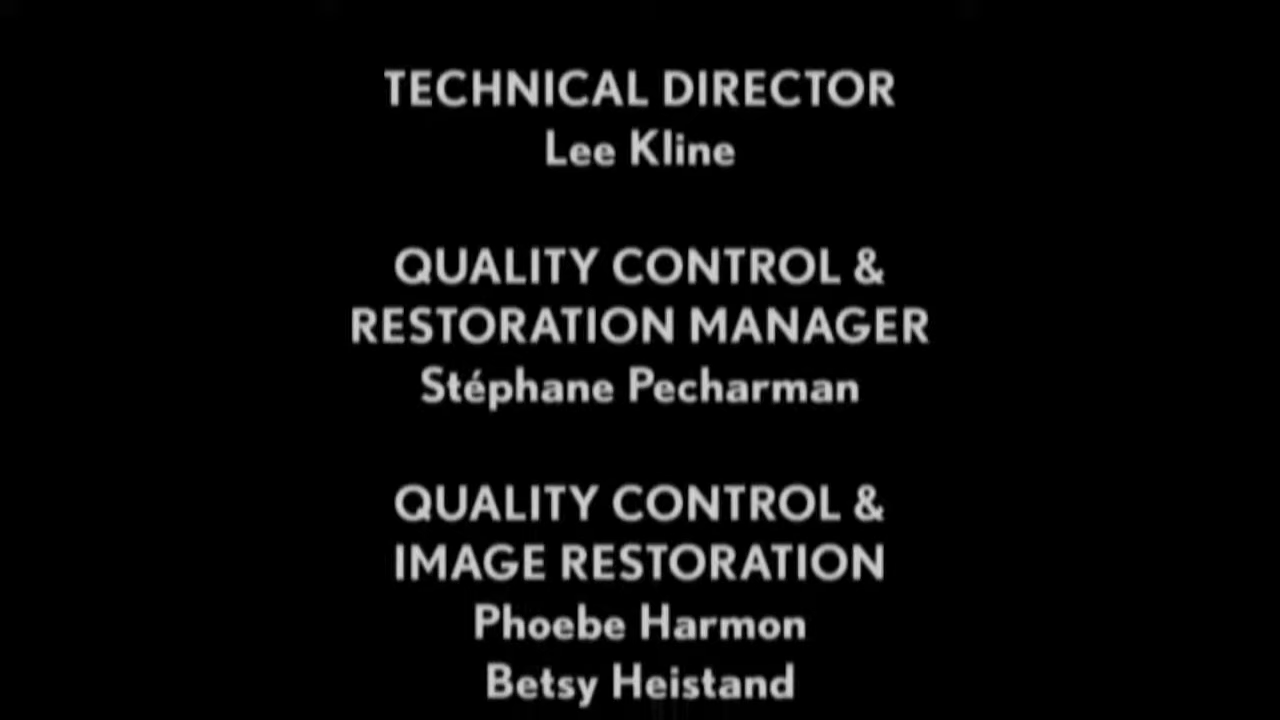 TECHNICAL DIRECTOR
Lee Kline
QUALITY CONTROL &
RESTORATION MANAGER
Stéphane Pecharman
QUALITY CONTROL &
IMAGE RESTORATION
Phoebe Harmon
Betsy Heistand